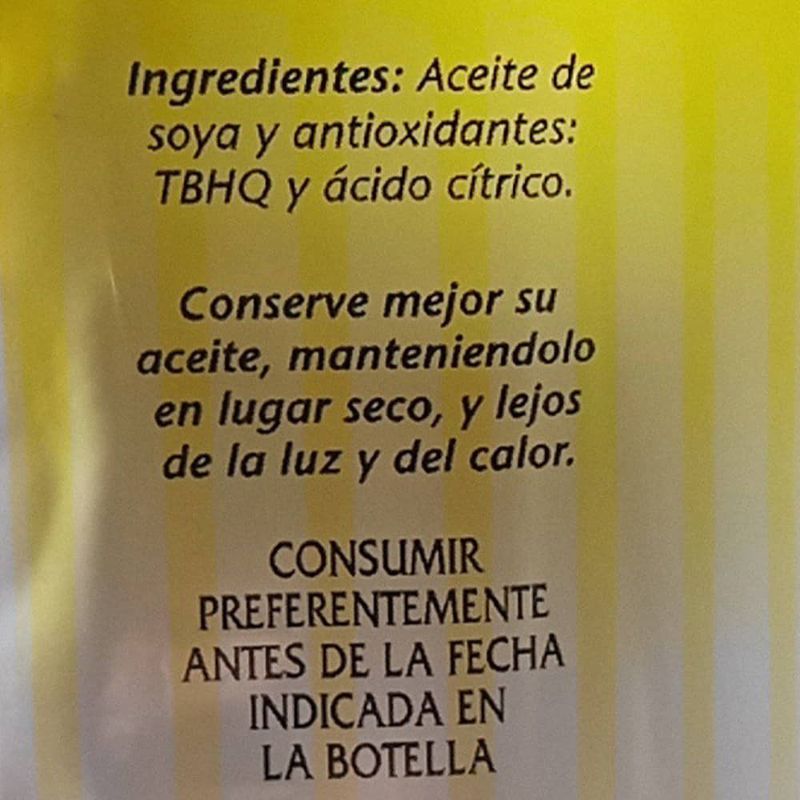 Ingredientes: Aceite de
soya y antioxidantes:
TBHQ y ácido cítrico.
Conserve mejor su
aceite, manteniendolo
en lugar seco, y lejos
de la luz y del calor.
CONSUMIR
PREFERENTEMENTE
ANTES DE LA FECHA
INDICADA EN
LA BOTELLA